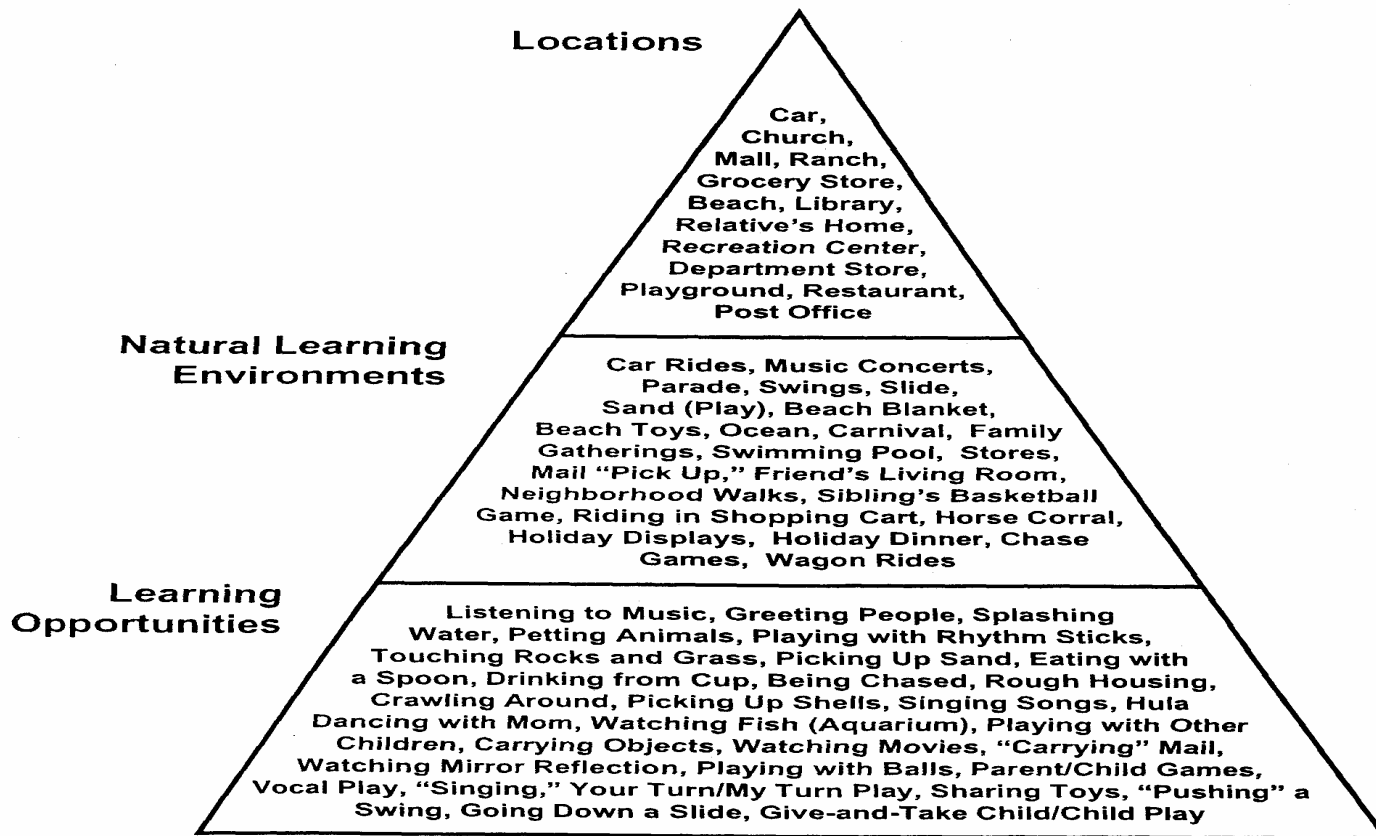 Locations
Car,
Church,
Mall, Ranch,
Grocery Store,
Beach, Library,
Relative's Home,
Recreation Center,
Department Store,
Playground, Restaurant,
Post Office
Natural Learning
Environments
Car Rides, Music Concerts,
Parade, Swings, Slide,
Sand (Play), Beach Blanket,
Beach Toys, Ocean, Carnival, Family
Gatherings, Swimming Pool, Stores,
Mail “Pick Up,” Friend's Living Room,
Neighborhood Walks, Sibling's Basketball
Game, Riding in Shopping Cart, Horse Corral,
Holiday Displays, Holiday Dinner, Chase
Games, Wagon Rides
Learning
Opportunities
Listening to Music, Greeting People, Splashing
Water, Petting Animals, Playing with Rhythm Sticks,
Touching Rocks and Grass, Picking Up Sand, Eating with
a Spoon, Drinking from Cup, Being Chased, Rough Housing,
Crawling Around, Picking Up Shells, Singing Songs, Hula
Dancing with Mom, Watching Fish (Aquarium), Playing with Other
Children, Carrying Objects, Watching Movies, “Carrying” Mail,
Watching Mirror Reflection, Playing with Balls, Parent/Child Games,
Vocal Play, “Singing,” Your Turn/My Turn Play, Sharing Toys, “Pushing” a
Swing, Going Down a Slide, Give-and-Take Child/Child Play